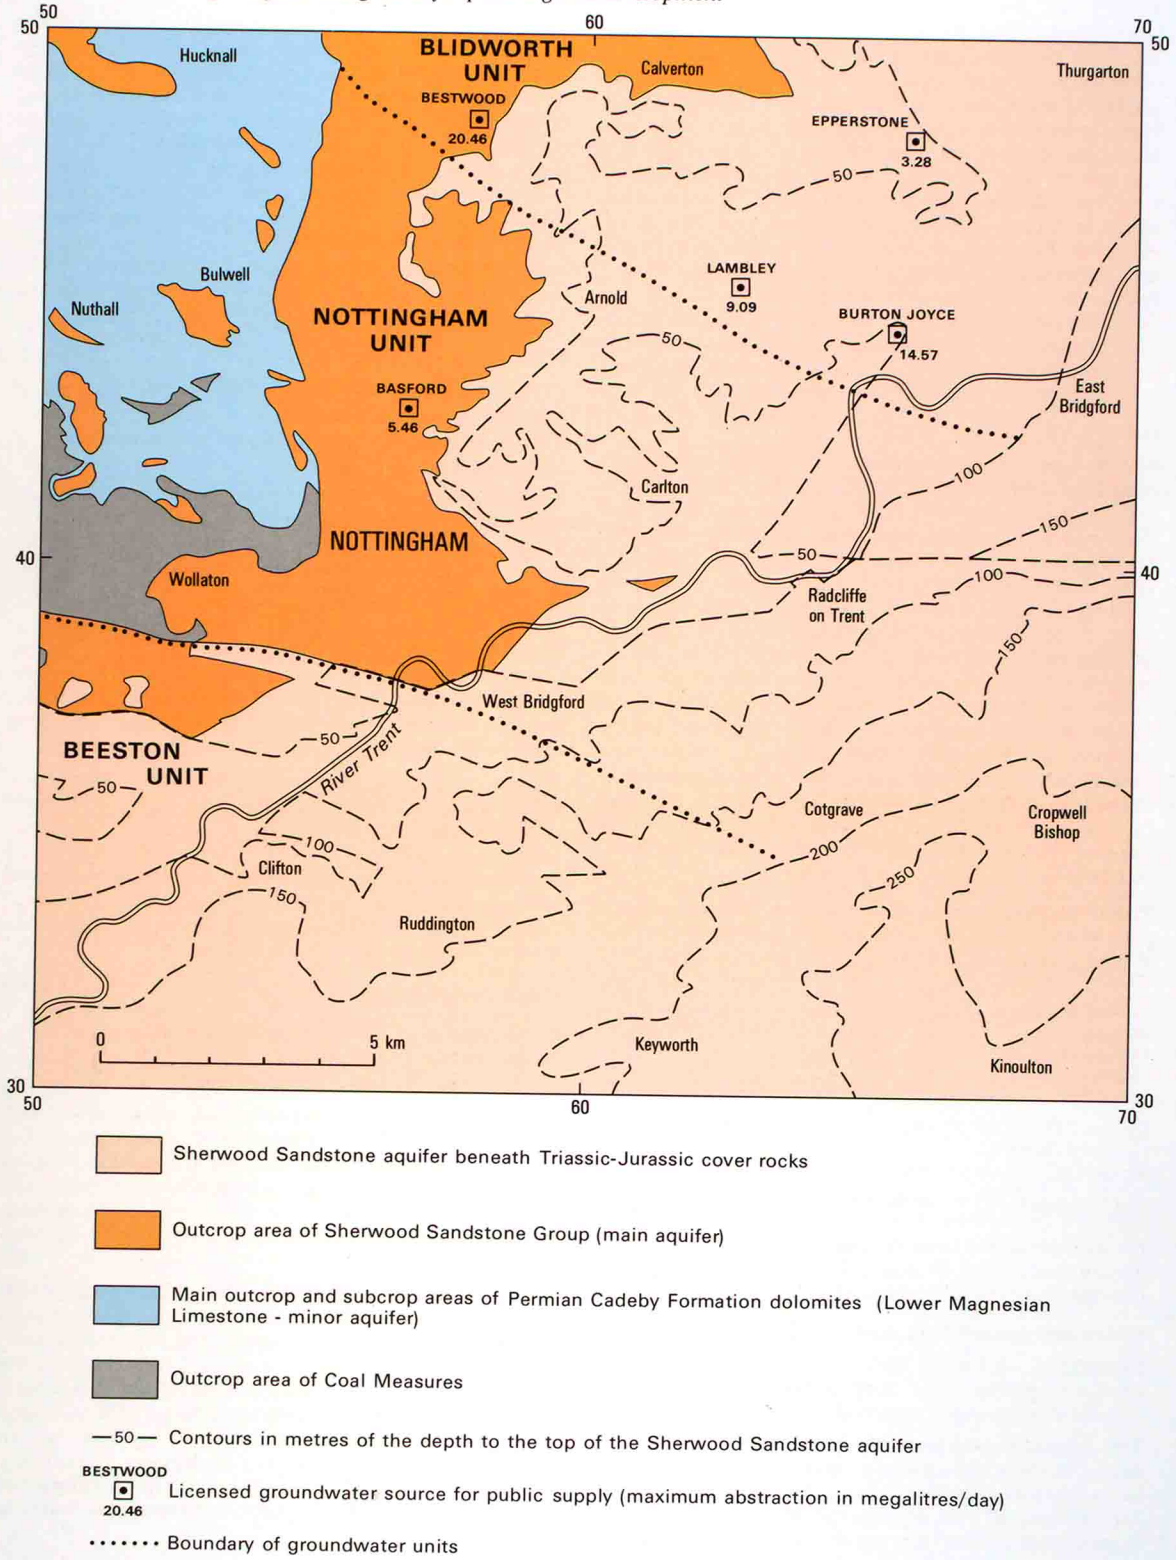 50
60
70
50
50
Hucknall
BLIDWORTH
UNIT
Calverton
Thurgarton
BESTWOOD
20.46
EPPERSTONE
3.28
50
Bulwell
LAMBLEY
9.09
Nuthall
Arnold
BURTON JOYCE
14.57
NOTTINGHAM
UNIT
50
BASFORD
5.46
East
Bridgford
100
Carlton
NOTTINGHAM
150
40
50
40
Wollaton
100
Radcliffe
on Trent
150
West Bridgford
BEESTON
UNIT
50
River Trent
50
Cotgrave
Cropwell
Bishop
100
200
Clifton
250
150
Ruddington
0
5 km
Keyworth
Kinoulton
30
30
50
60
70
Sherwood Sandstone aquifer beneath Triassic-Jurassic cover rocks
Outcrop area of Sherwood Sandstone Group (main aquifer)
Main outcrop and subcrop areas of Permian Cadeby Formation dolomites (Lower Magnesian
Limestone - minor aquifer)
Outcrop area of Coal Measures
50
Contours in metres of the depth to the top of the Sherwood Sandstone aquifer
BESTWOOD
20.46
Licensed groundwater source for public supply (maximum abstraction in megalitres/day)
Boundary of groundwater units